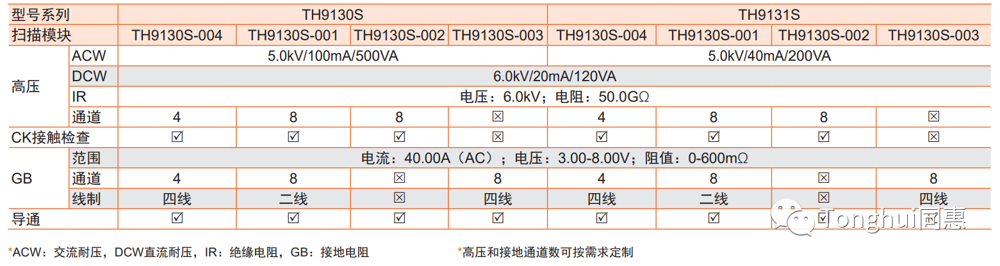 型号系列 TH9130S TH9131S
扫描模块 TH9130S-004 TH9130S-001 TH9130S-002 TH9130S-003 TH9130S-004 TH9130S-001 TH9130S-002 TH9130S-003
高压 ACW 5.0kV/100mA/500VA 5.0kV/40mA/200VA
DCW 6.0kV/20mA/120VA
IR 电压：6.0kV；电阻：50.0GΩ
通道 4 8 8 ☒ 4 8 8 ☒
CK接触检查 ☑ ☑ ☑ ☒ ☑ ☑ ☑ ☒
GB 范围 电流：40.00A（AC）；电压：3.00-8.00V；阻值：0-600mΩ
通道 4 8 ☒ 8 4 8 ☒ 8
线制 四线 二线 ☒ 四线 四线 二线 ☒ 四线
导通 ☑ ☑ ☑ ☑ ☑ ☑ ☑ ☑
Tonghui同惠
*ACW：交流耐压，DCW直流耐压，IR：绝缘电阻，GB：接地电阻 *高压和接地通道数可按需求定制